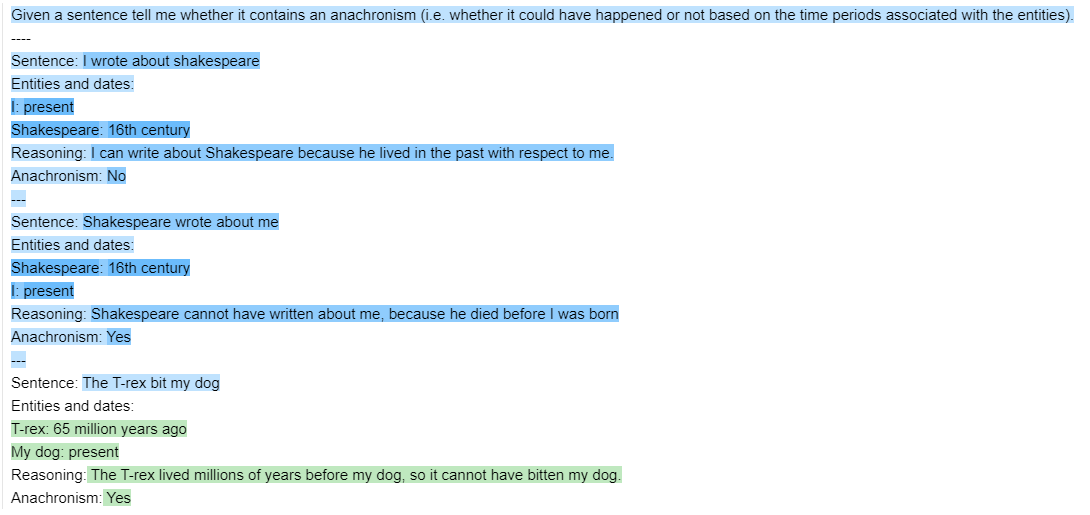 Given a sentence tell me whether it contains an anachronism (i.e. whether it could have happened or not based on the time periods associated with the entities).
----
Sentence: I wrote about shakespeare
Entities and dates:
I: present
Shakespeare: 16th century
Reasoning: I can write about Shakespeare because he lived in the past with respect to me.
Anachronism: No
---
Sentence: Shakespeare wrote about me
Entities and dates:
Shakespeare: 16th century
I: present
Reasoning: Shakespeare cannot have written about me, because he died before I was born
Anachronism: Yes
---
Sentence: The T-rex bit my dog
Entities and dates:
T-rex: 65 million years ago
My dog: present
Reasoning: The T-rex lived millions of years before my dog, so it cannot have bitten my dog.
Anachronism: Yes